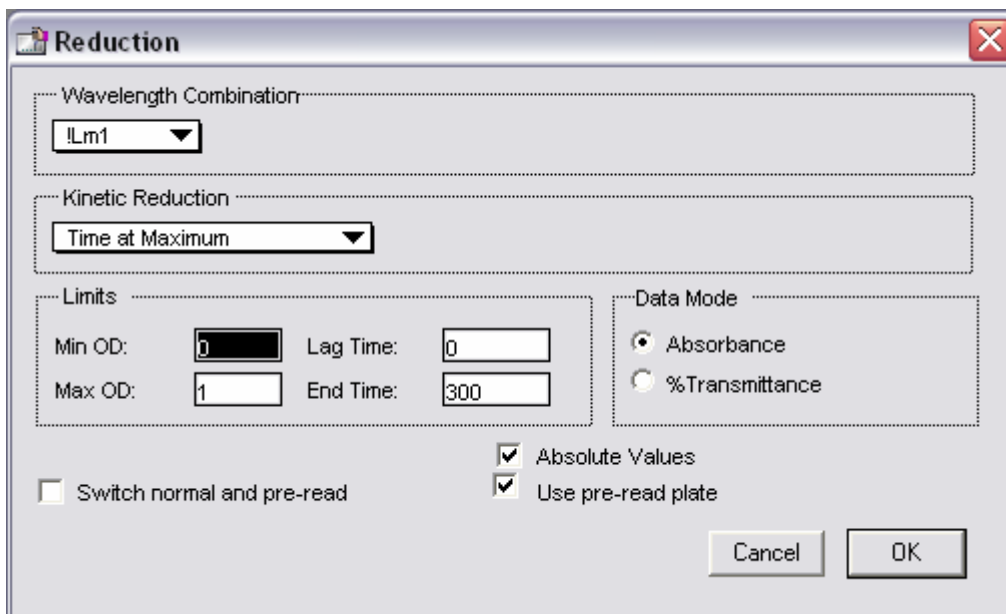 Reduction
Wavelength Combination
!Lm1
Kinetic Reduction
Time at Maximum
Limits
Min OD: 0 Lag Time: 0
Max OD: 1 End Time: 300
Data Mode
Absorbance
%Transmittance
Absolute Values
Switch normal and pre-read Use pre-read plate
Cancel OK